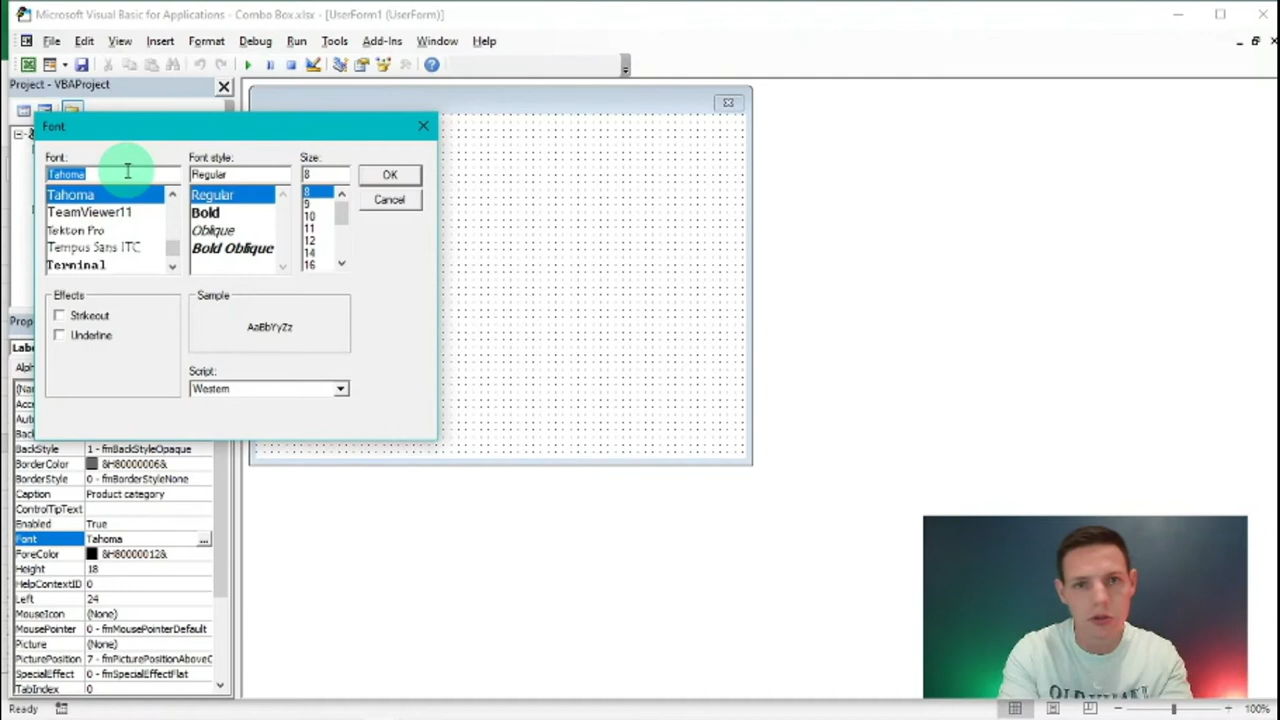 Microsoft Visual Basic for Applications - Combo Box.xlsx - [UserForm1 (UserForm)]
File Edit View Insert Format Debug Run Tools Add-Ins Window Help
Project - VBAProject
Font
Font: Font style: Size:
Tahoma Regular 8 OK
Tahoma Regular 8
TeamViewer11 Bold 9 Cancel
Tekton Pro Oblique 10
Tempus Sans ITC Bold Oblique 11
Terminal 12
14
16
Effects Sample
Strikeout
Underline
AaBbYyZz
Script:
Western
BackStyle 1 - fmBackStyleOpaque
BorderColor &H80000006&
BorderStyle 0 - fmBorderStyleNone
Caption Product category
ControlTipText
Enabled True
Font Tahoma ...
ForeColor &H80000012&
Height 18
HelpContextID 0
Left 24
MouseIcon (None)
MousePointer 0 - fmMousePointerDefault
Picture (None)
PicturePosition 7 - fmPicturePositionAboveC
SpecialEffect 0 - fmSpecialEffectFlat
TabIndex 0
Ready
100%